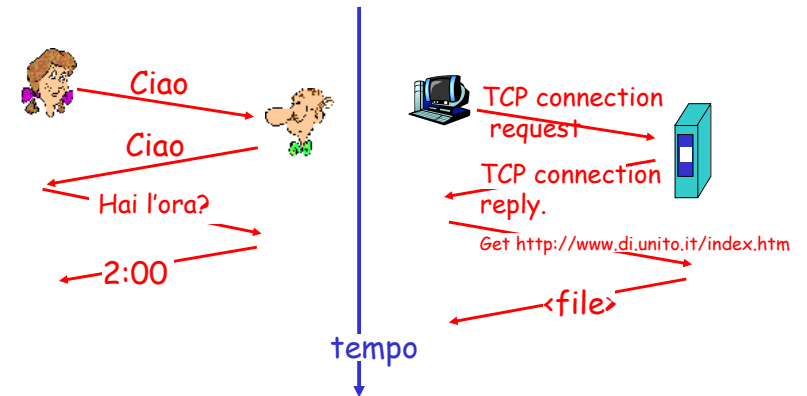 Ciao
Ciao
Hai l'ora?
2:00
TCP connection
request
TCP connection
reply.
Get http://www.di.unito.it/index.htm
<file>
tempo